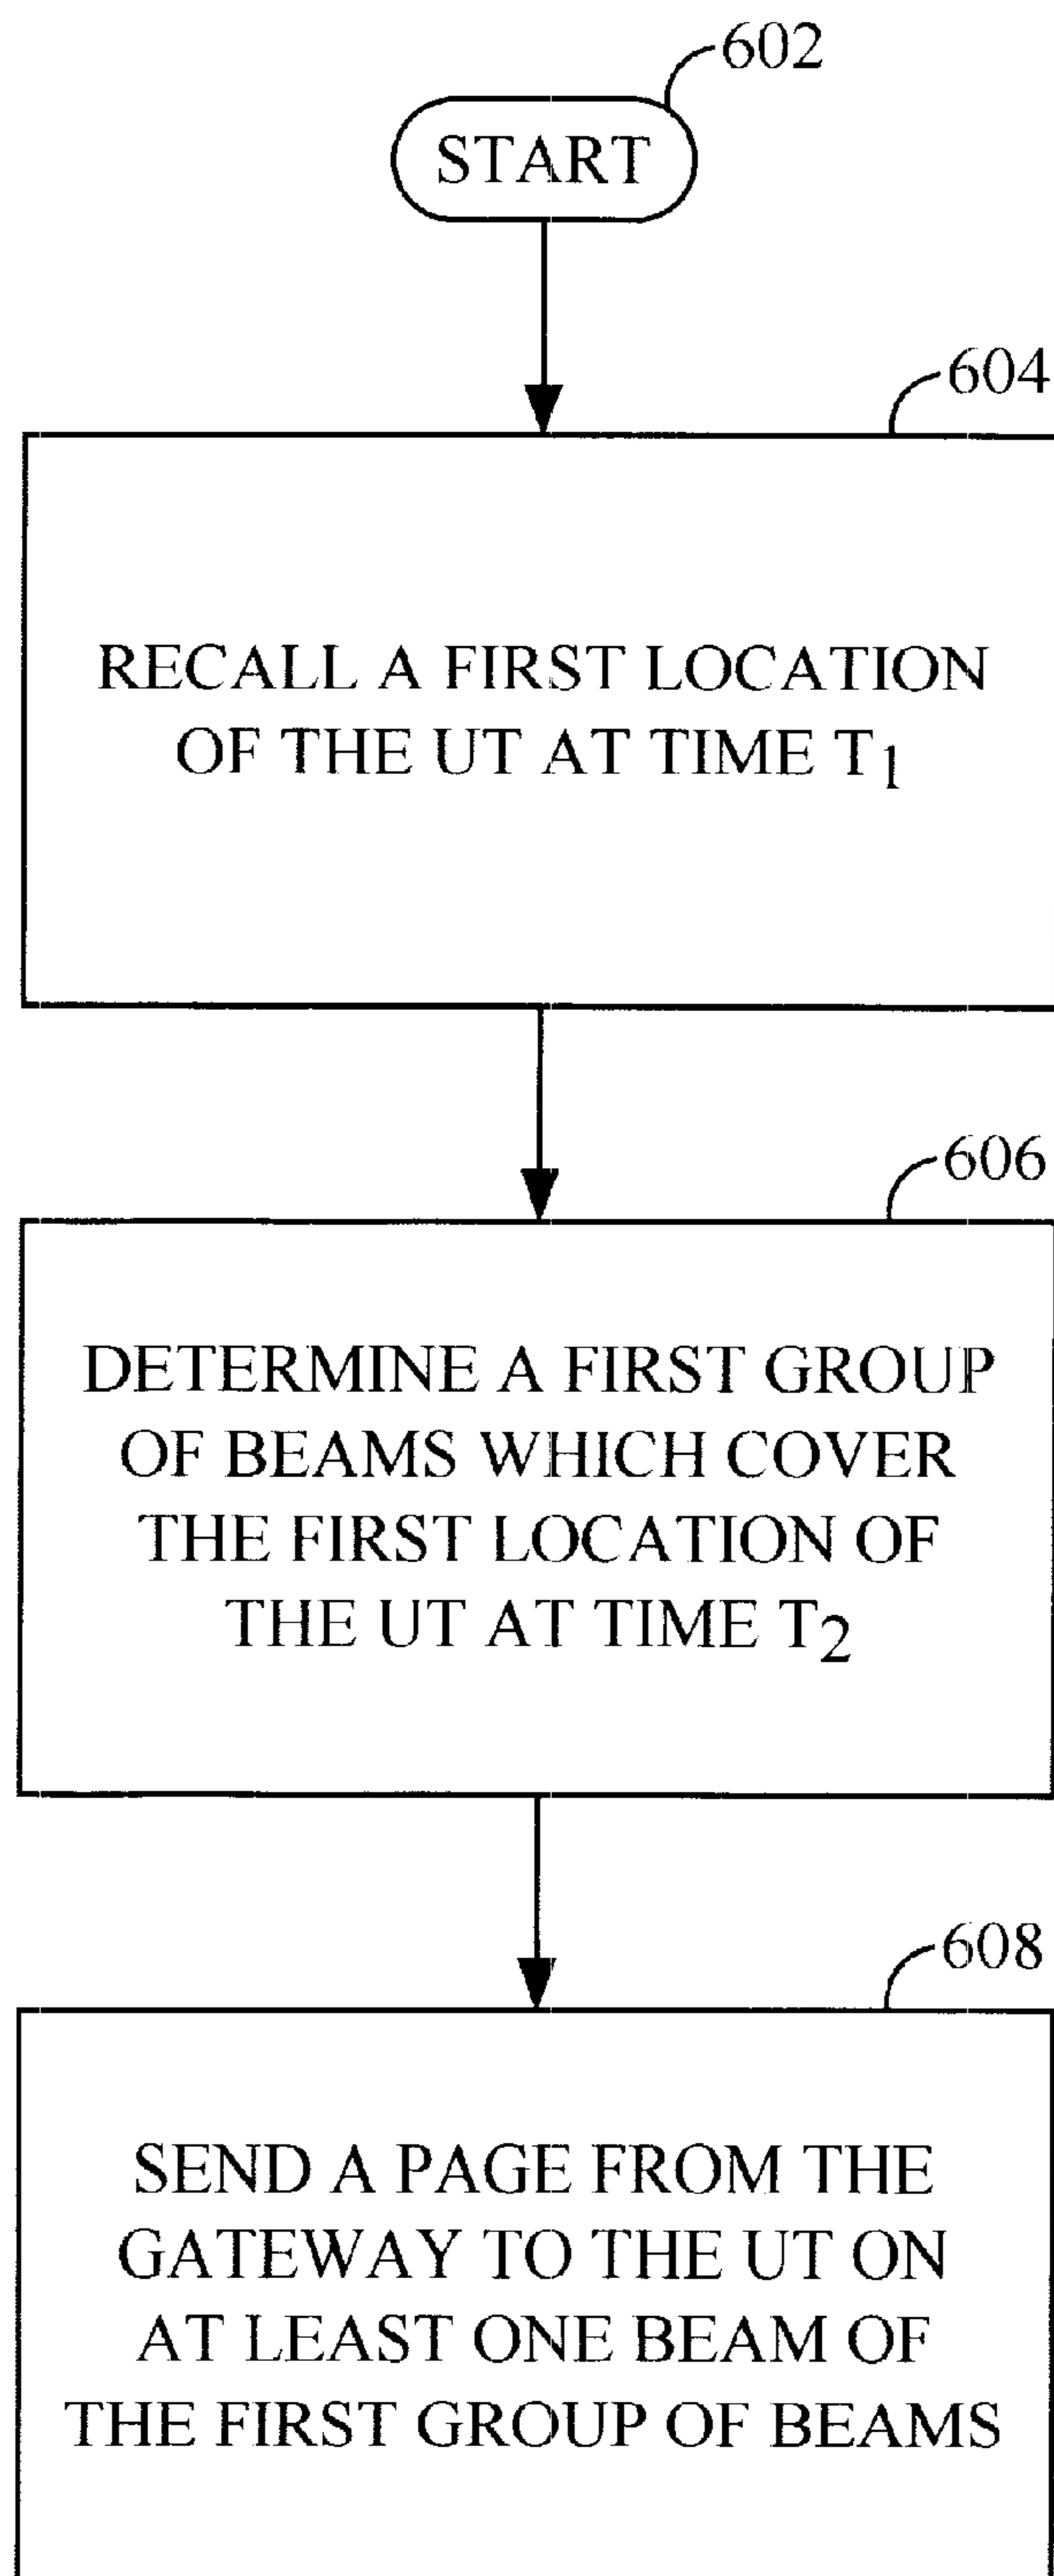 602
START
604
RECALL A FIRST LOCATION
OF THE UT AT TIME T1
606
DETERMINE A FIRST GROUP
OF BEAMS WHICH COVER
THE FIRST LOCATION OF
THE UT AT TIME T2
608
SEND A PAGE FROM THE
GATEWAY TO THE UT ON
AT LEAST ONE BEAM OF
THE FIRST GROUP OF BEAMS